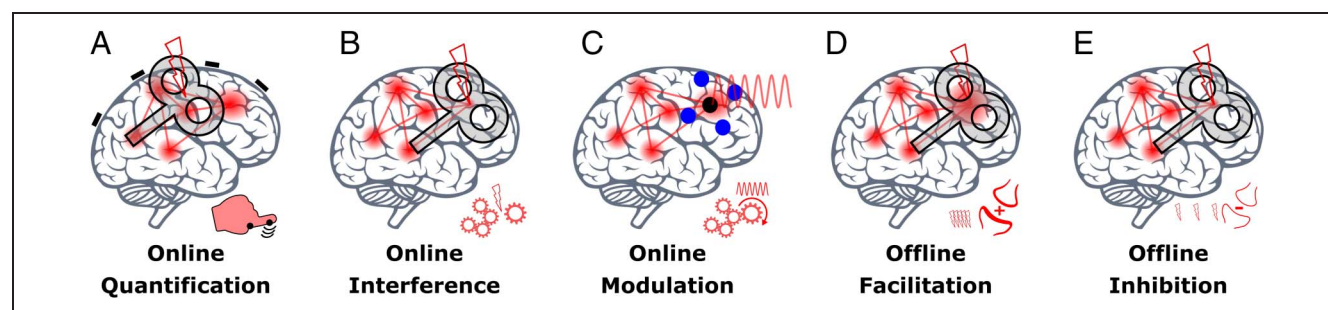 A B C D E
Online Online Online Offline Offline
Quantification Interference Modulation Facilitation Inhibition